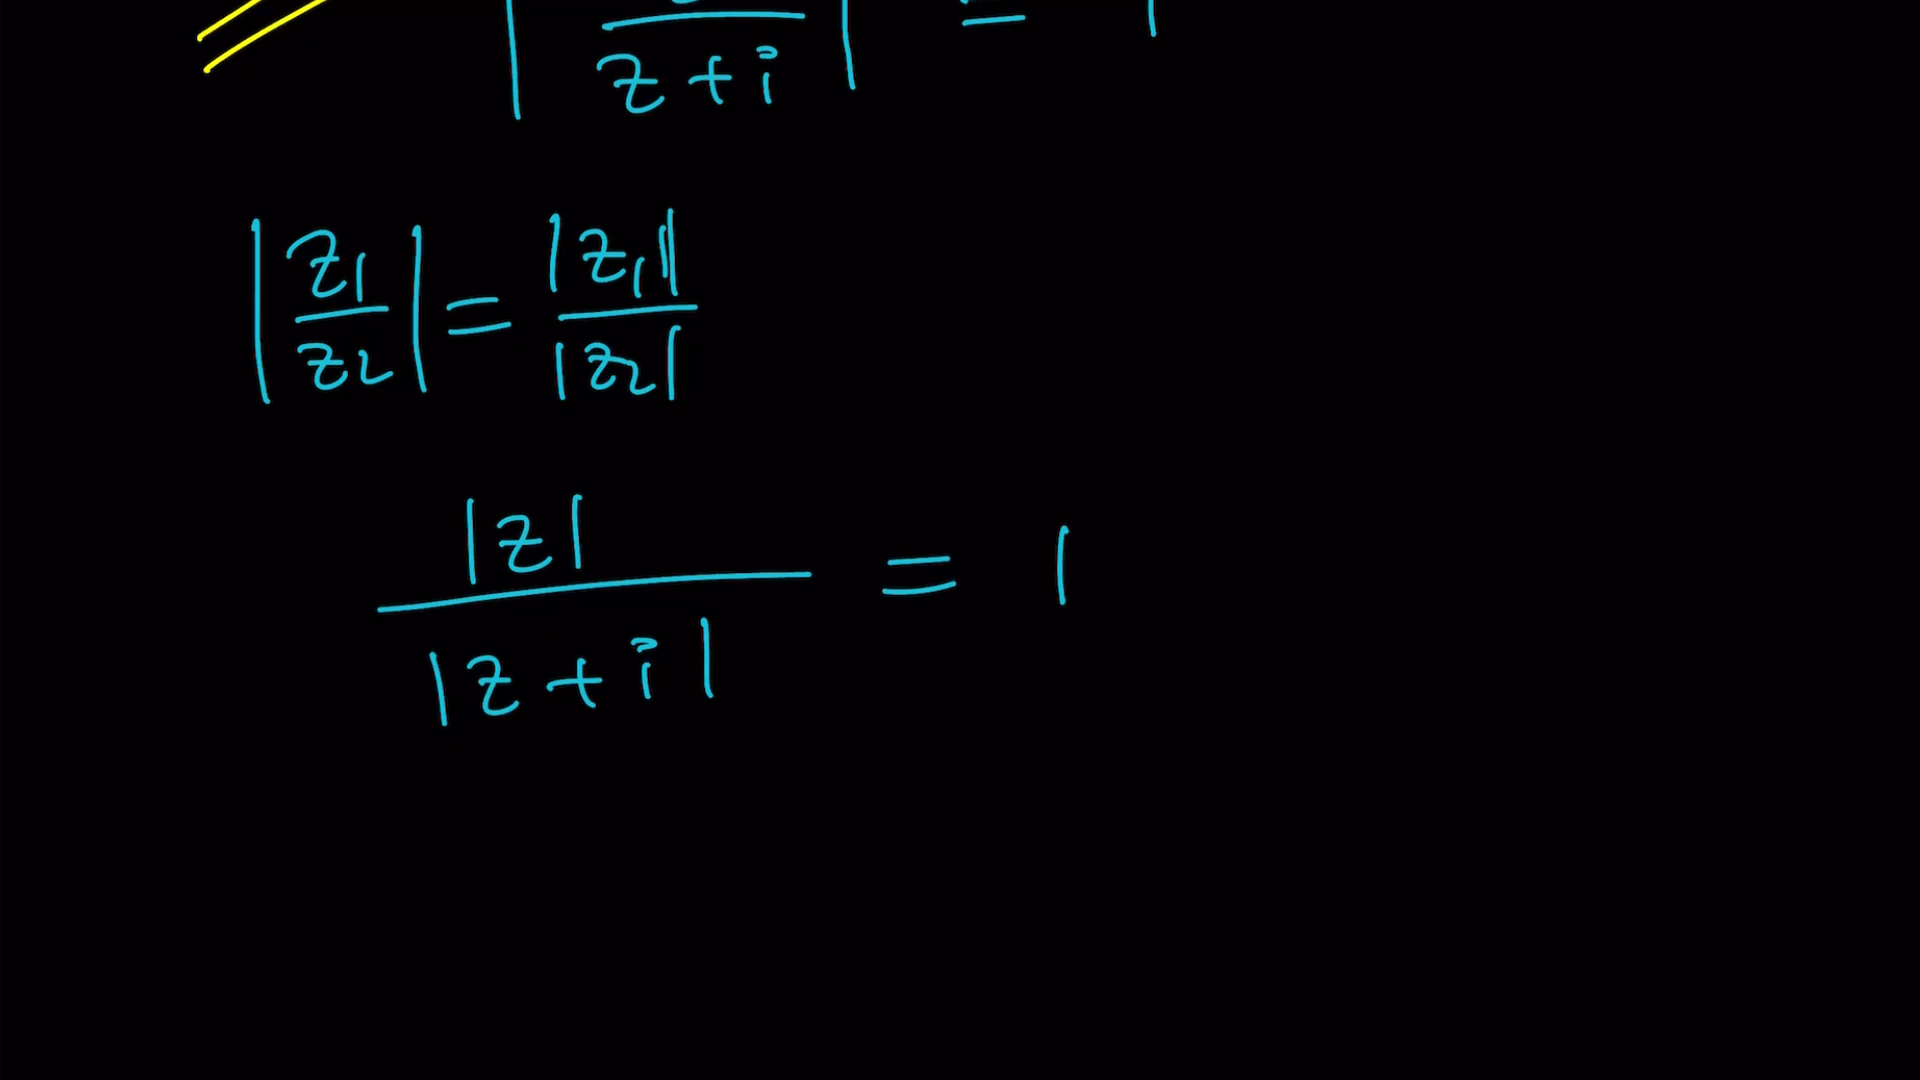 | / z+i | = 1
| z1 / z2 | = |z1| / |z2|
|z| / |z+i| = 1